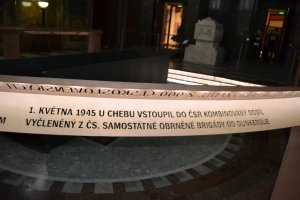 1. KVĚTNA 1945 U CHEBU VSTOUPIL DO ČSR KOMBINOVANÝ ODDÍL
VYČLENĚNÝ Z ČS. SAMOSTATNÉ OBRNĚNÉ BRIGÁDY OD DUNKERQUE